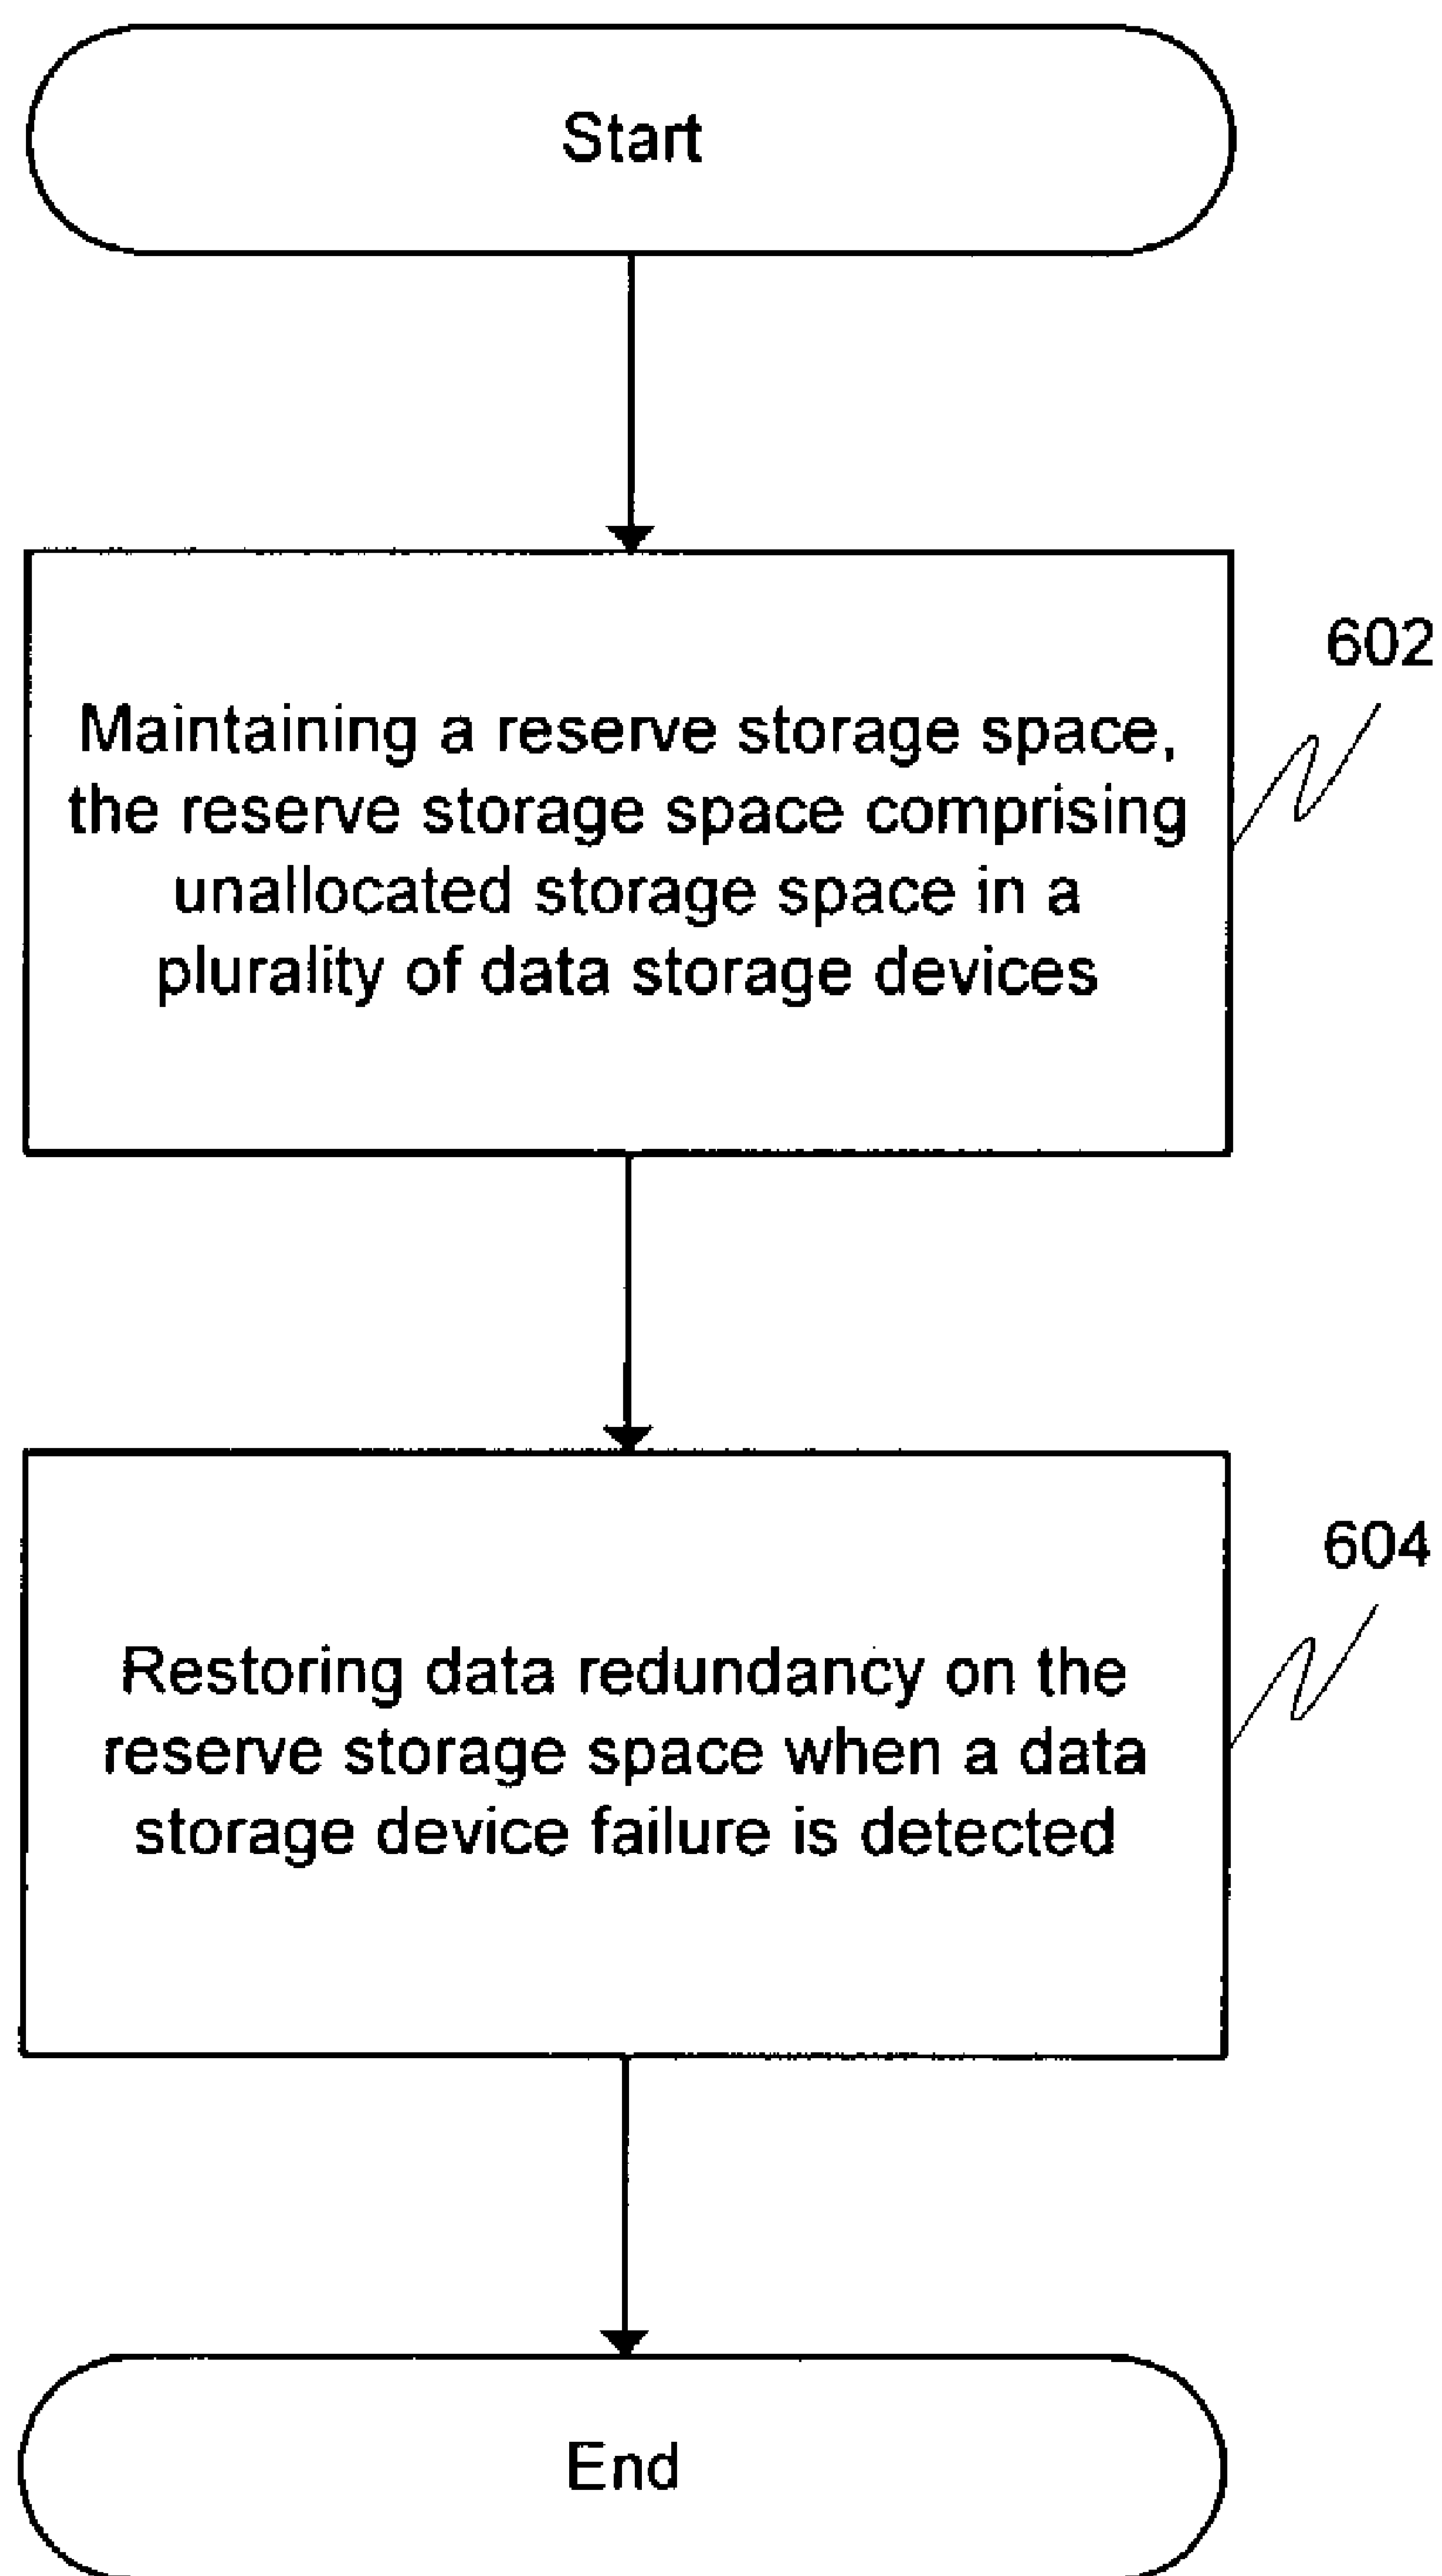 Start
602
Maintaining a reserve storage space,
the reserve storage space comprising
unallocated storage space in a
plurality of data storage devices
604
Restoring data redundancy on the
reserve storage space when a data
storage device failure is detected
End